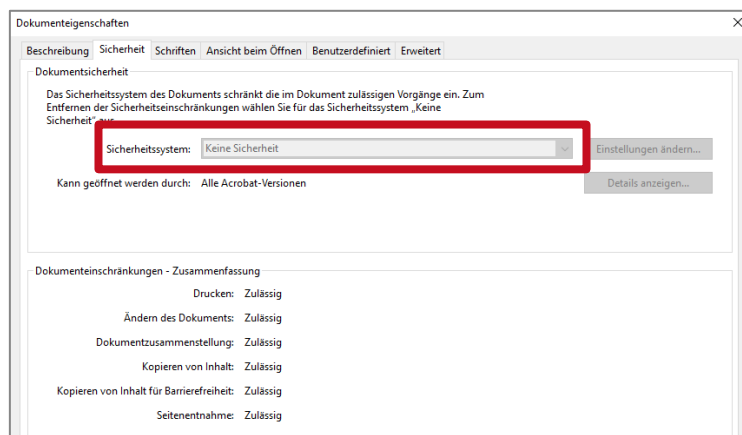 Dokumenteigenschaften
Beschreibung Sicherheit Schriften Ansicht beim Öffnen Benutzerdefiniert Erweitert
Dokumentsicherheit
Das Sicherheitssystem des Dokuments schränkt die im Dokument zulässigen Vorgänge ein. Zum
Entfernen der Sicherheitseinschränkungen wählen Sie für das Sicherheitssystem „Keine
Sicherheit“ aus.
Sicherheitssystem: Keine Sicherheit Einstellungen ändern...
Kann geöffnet werden durch: Alle Acrobat-Versionen Details anzeigen...
Dokumenteinschränkungen - Zusammenfassung
Drucken: Zulässig
Ändern des Dokuments: Zulässig
Dokumentzusammenstellung: Zulässig
Kopieren von Inhalt: Zulässig
Kopieren von Inhalt für Barrierefreiheit: Zulässig
Seitenentnahme: Zulässig